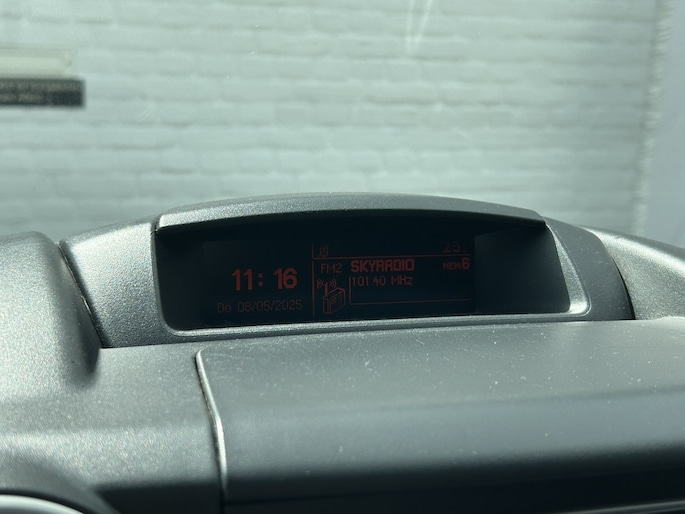 11:16
Do 08/05/2025
FM2 SKYRADIO MEM6
101.40 MHz